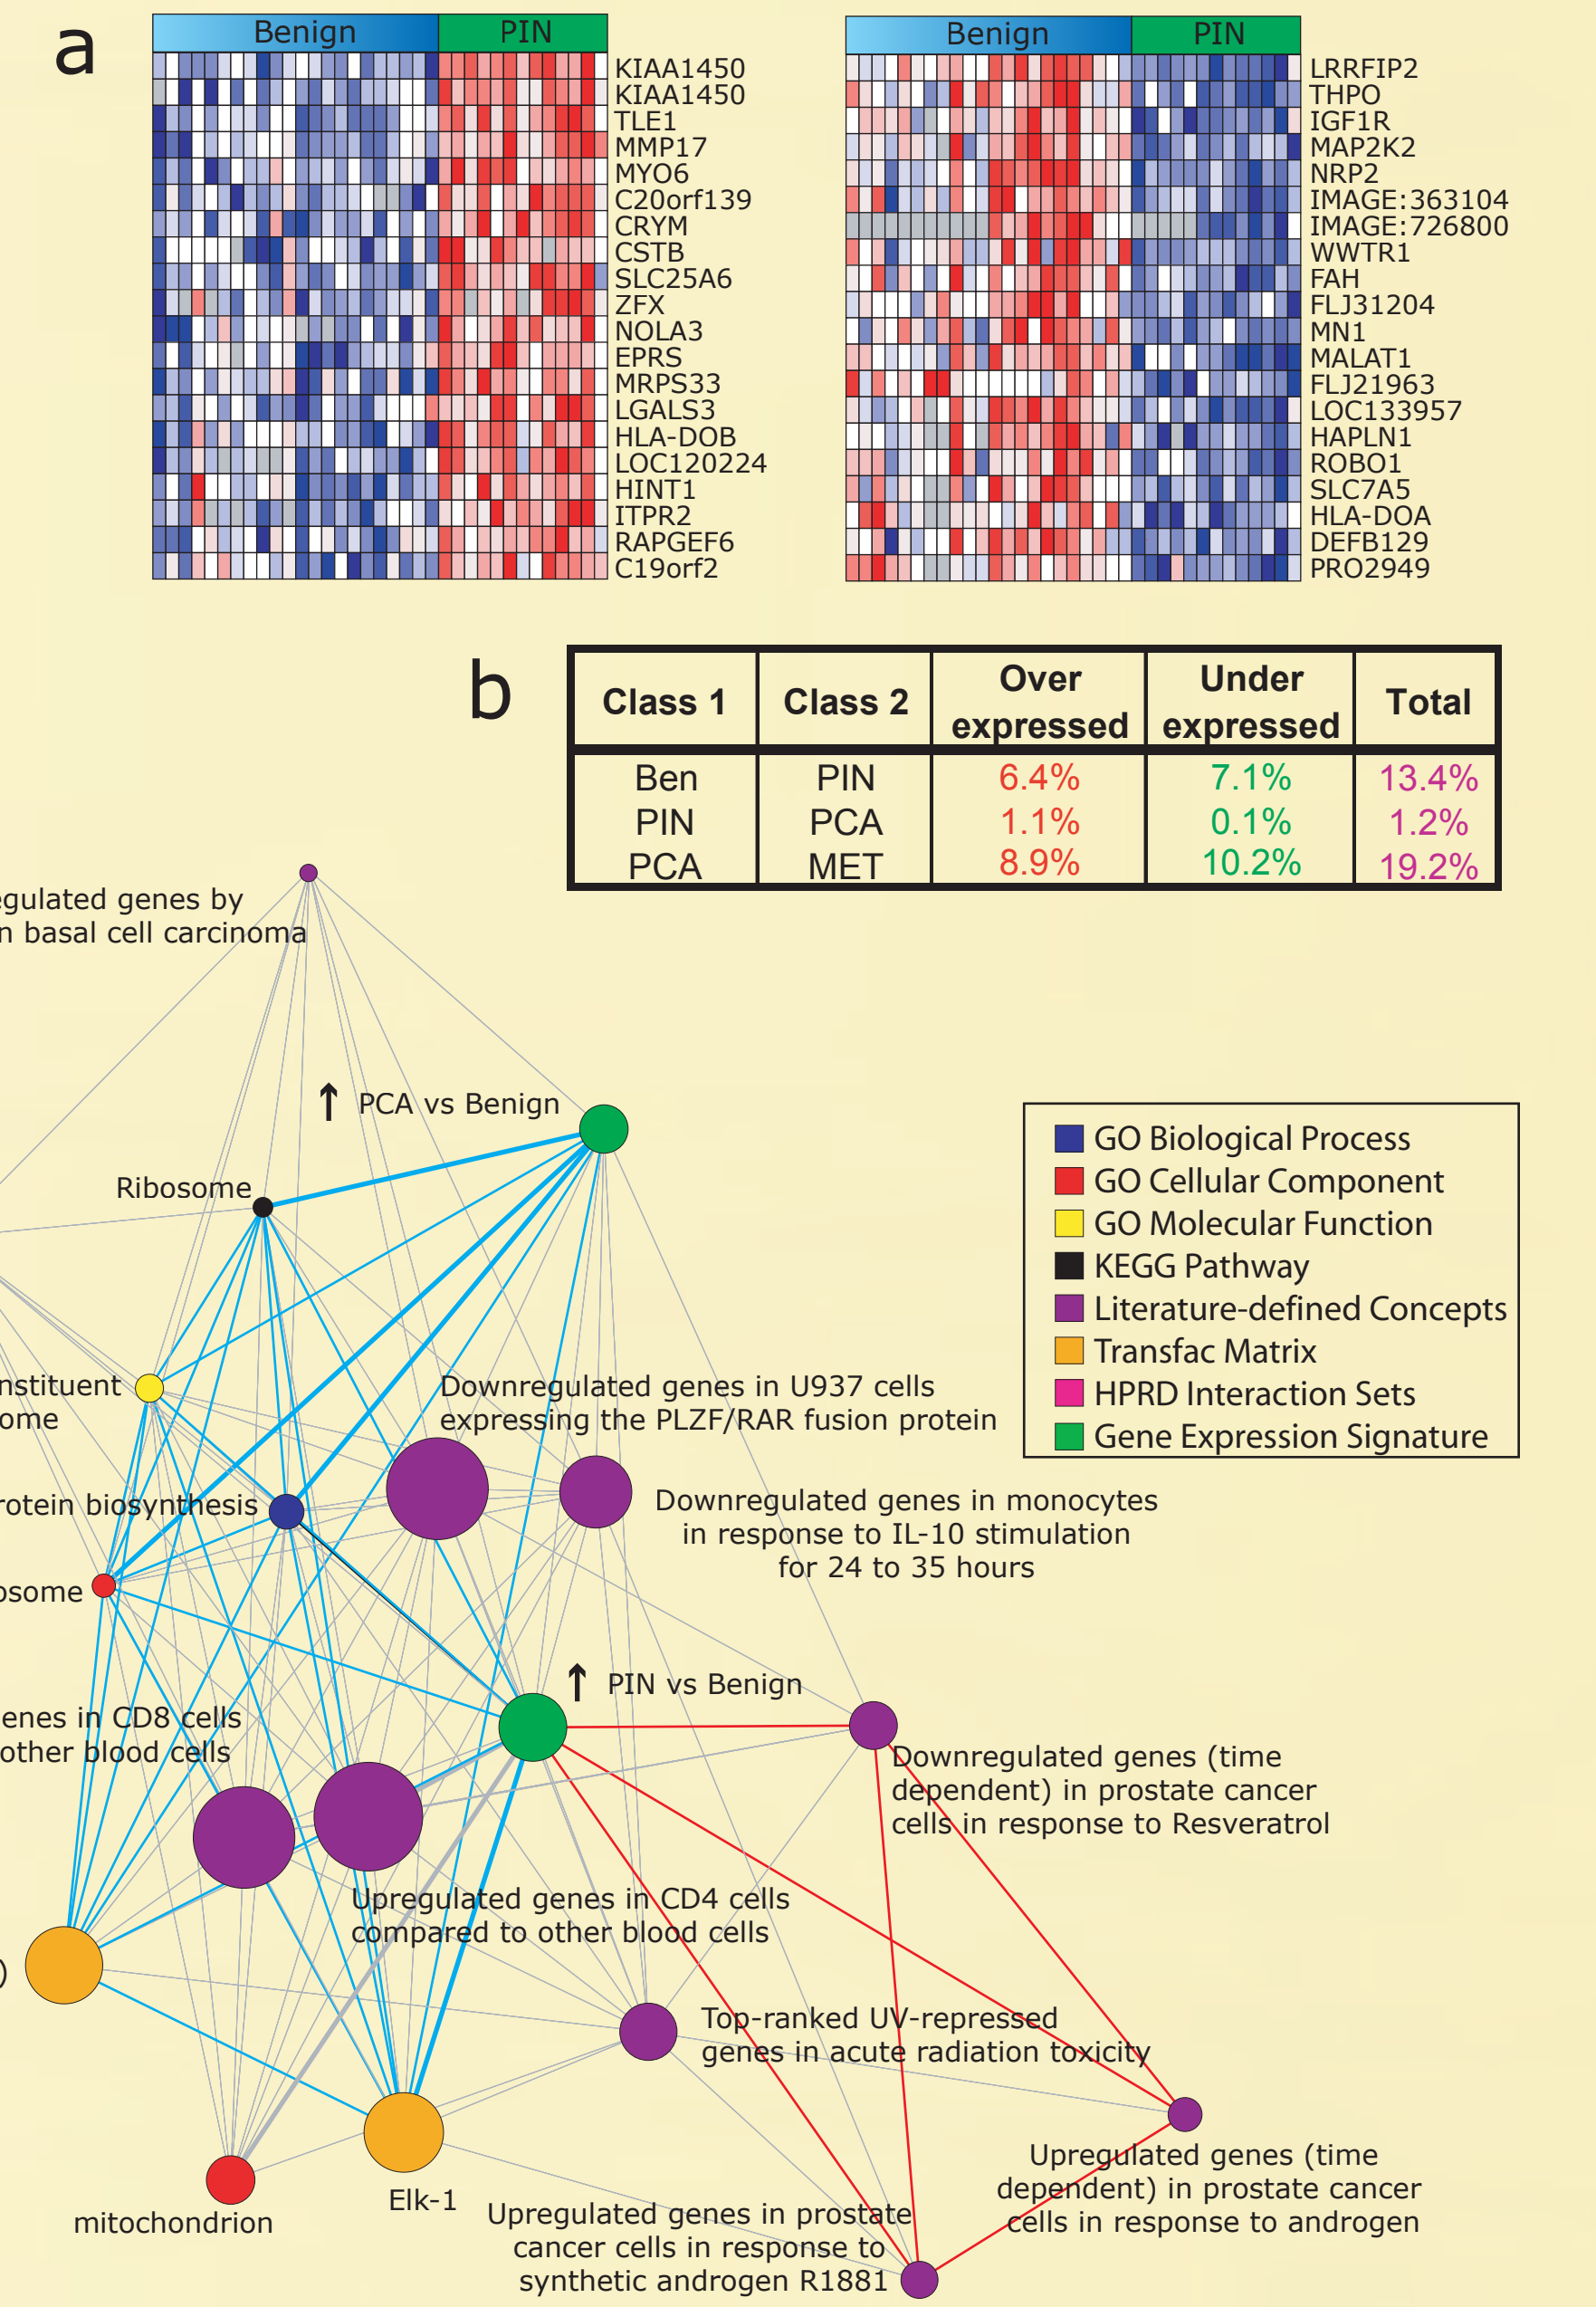 a
Benign PIN
KIAA1450
KIAA1450
TLE1
MMP17
MYO6
C20orf139
CRYM
CSTB
SLC25A6
ZFX
NOLA3
EPRS
MRPS33
LGALS3
HLA-DOB
LOC120224
HINT1
ITPR2
RAPGEF6
C19orf2
Benign PIN
LRRFIP2
THPO
IGF1R
MAP2K2
NRP2
IMAGE:363104
IMAGE:726800
WWTR1
FAH
FLJ31204
MN1
MALAT1
FLJ21963
LOC133957
HAPLN1
ROBO1
SLC7A5
HLA-DOA
DEFB129
PRO2949
b
Class 1 Class 2 Over expressed Under expressed Total
Ben PIN 6.4% 7.1% 13.4%
PIN PCA 1.1% 0.1% 1.2%
PCA MET 8.9% 10.2% 19.2%
egulated genes by
n basal cell carcinoma
↑ PCA vs Benign
Ribosome
GO Biological Process
GO Cellular Component
GO Molecular Function
KEGG Pathway
Literature-defined Concepts
Transfac Matrix
HPRD Interaction Sets
Gene Expression Signature
nstituent
ome
Downregulated genes in U937 cells
expressing the PLZF/RAR fusion protein
rotein biosynthesis
Downregulated genes in monocytes
in response to IL-10 stimulation
for 24 to 35 hours
osome
↑ PIN vs Benign
enes in CD8 cells
other blood cells
Downregulated genes (time
dependent) in prostate cancer
cells in response to Resveratrol
Upregulated genes in CD4 cells
compared to other blood cells
)
Top-ranked UV-repressed
genes in acute radiation toxicity
Upregulated genes (time
dependent) in prostate cancer
cells in response to androgen
Elk-1
mitochondrion
Upregulated genes in prostate
cancer cells in response to
synthetic androgen R1881